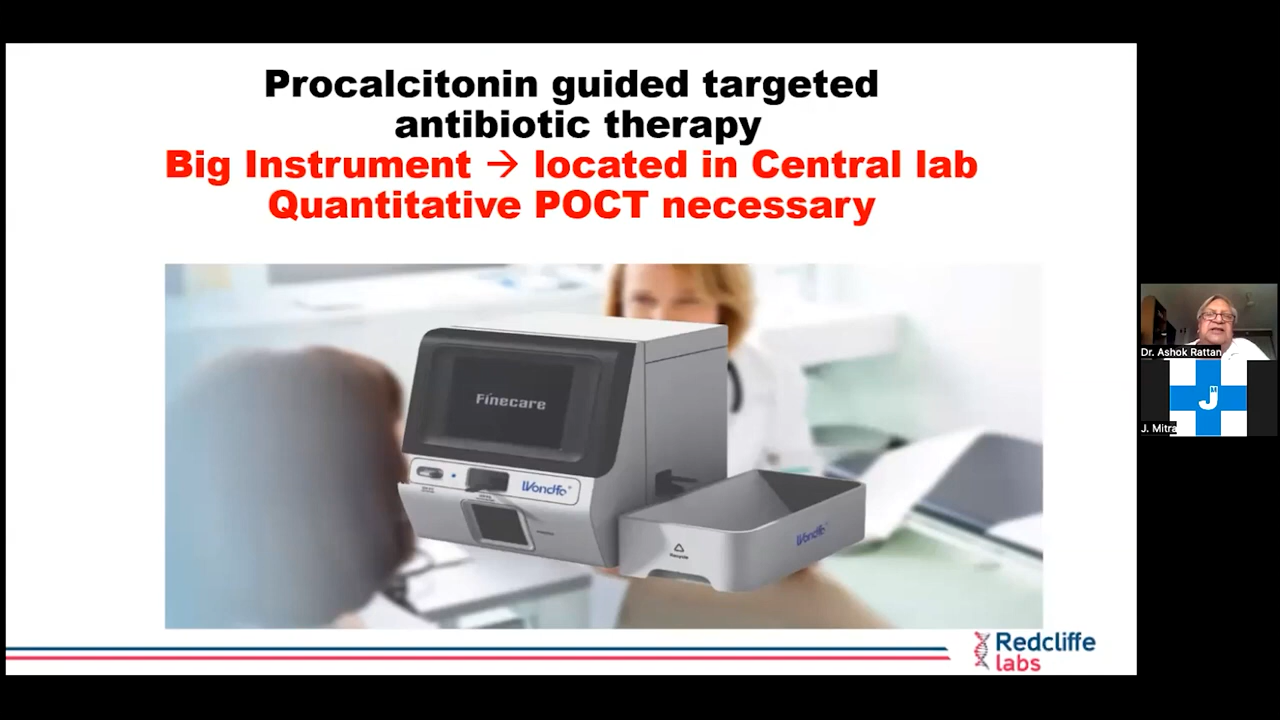 Procalcitonin guided targeted
antibiotic therapy
Big Instrument → located in Central lab
Quantitative POCT necessary
Finecare
Wondfo
Wondfo
Redcliffe
labs
Dr. Ashok Rattan
J
M
J. Mitra